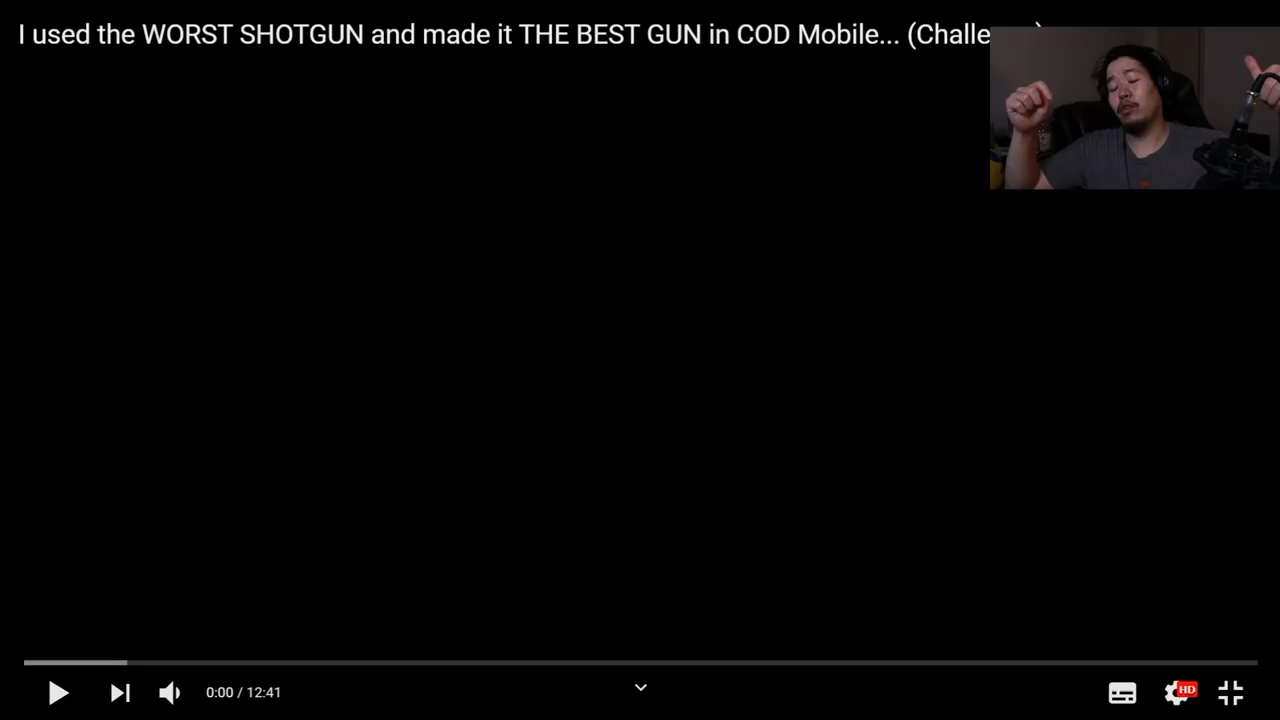 I used the WORST SHOTGUN and made it THE BEST GUN in COD Mobile... (Challe
0:00 / 12:41
HD